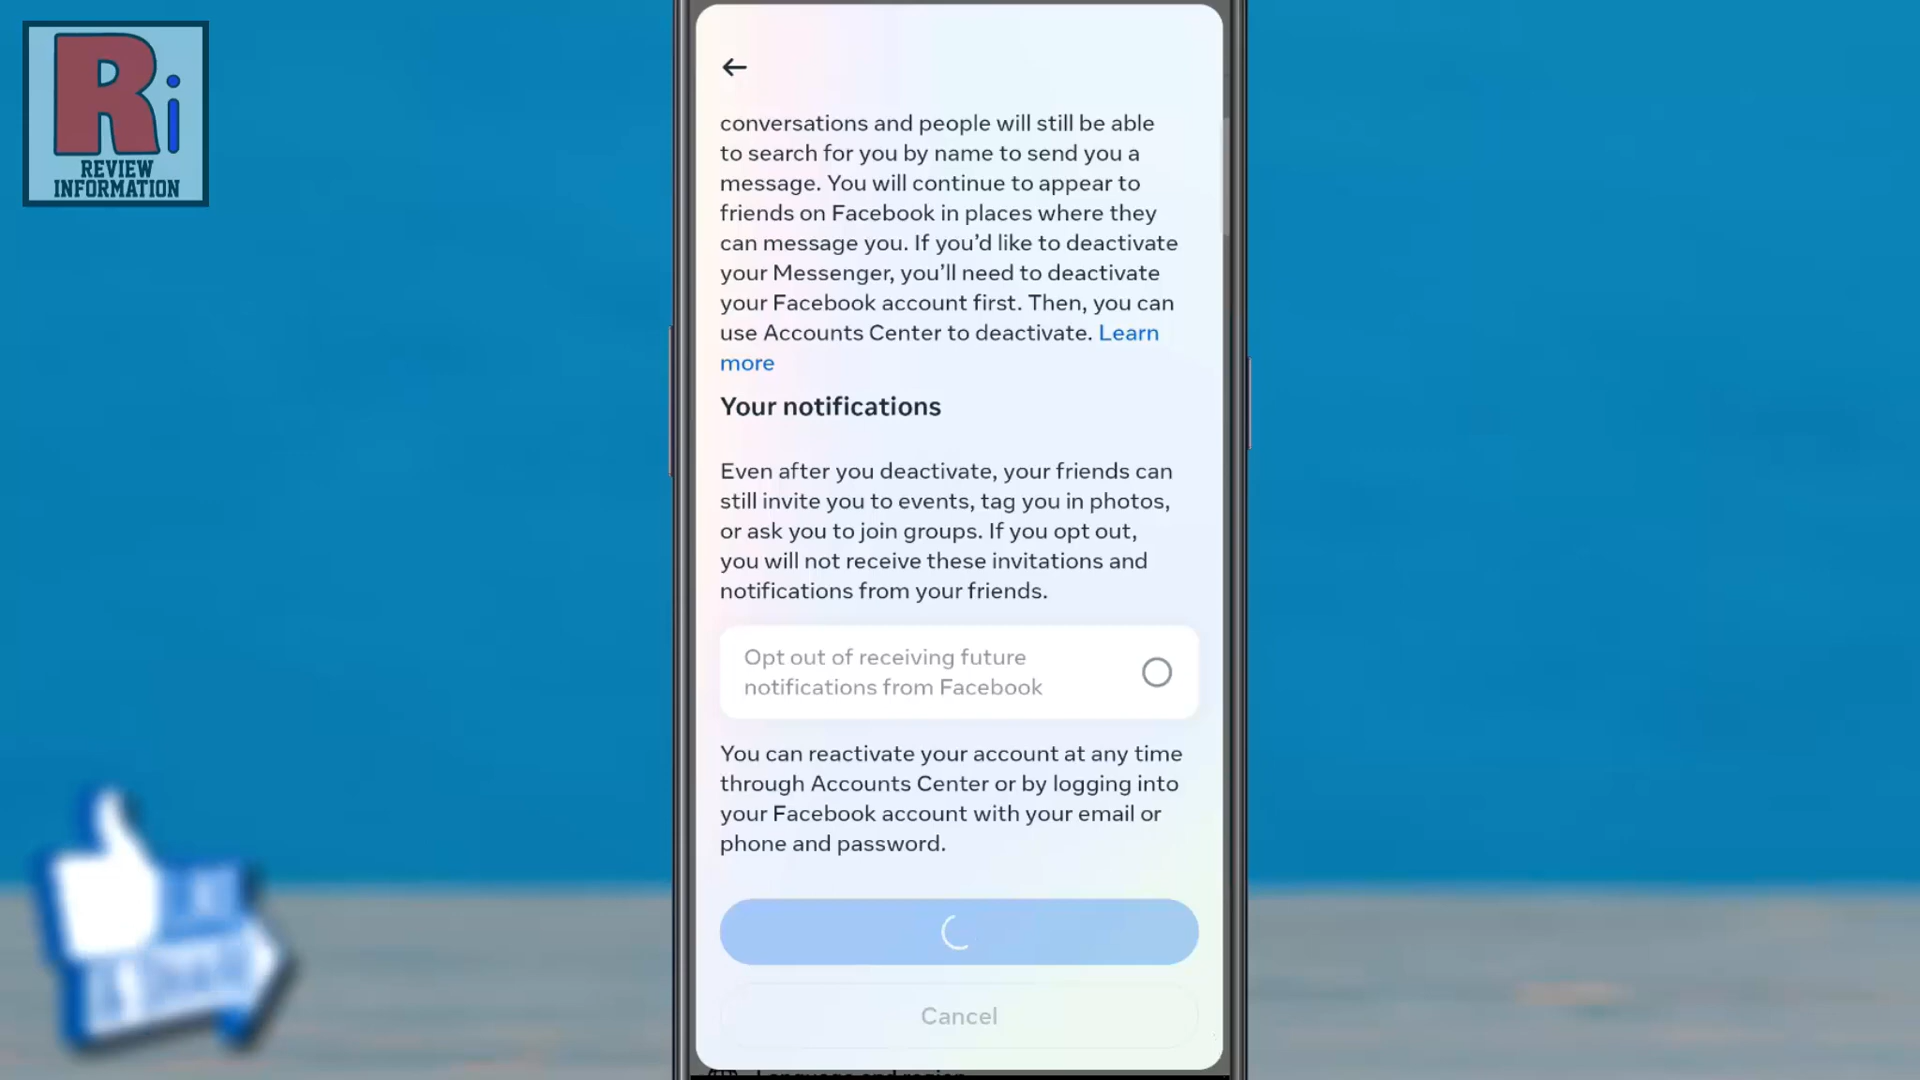 Ri
REVIEW
INFORMATION
conversations and people will still be able
to search for you by name to send you a
message. You will continue to appear to
friends on Facebook in places where they
can message you. If you’d like to deactivate
your Messenger, you’ll need to deactivate
your Facebook account first. Then, you can
use Accounts Center to deactivate. Learn
more
Your notifications
Even after you deactivate, your friends can
still invite you to events, tag you in photos,
or ask you to join groups. If you opt out,
you will not receive these invitations and
notifications from your friends.
Opt out of receiving future
notifications from Facebook
You can reactivate your account at any time
through Accounts Center or by logging into
your Facebook account with your email or
phone and password.
Cancel
Language and region